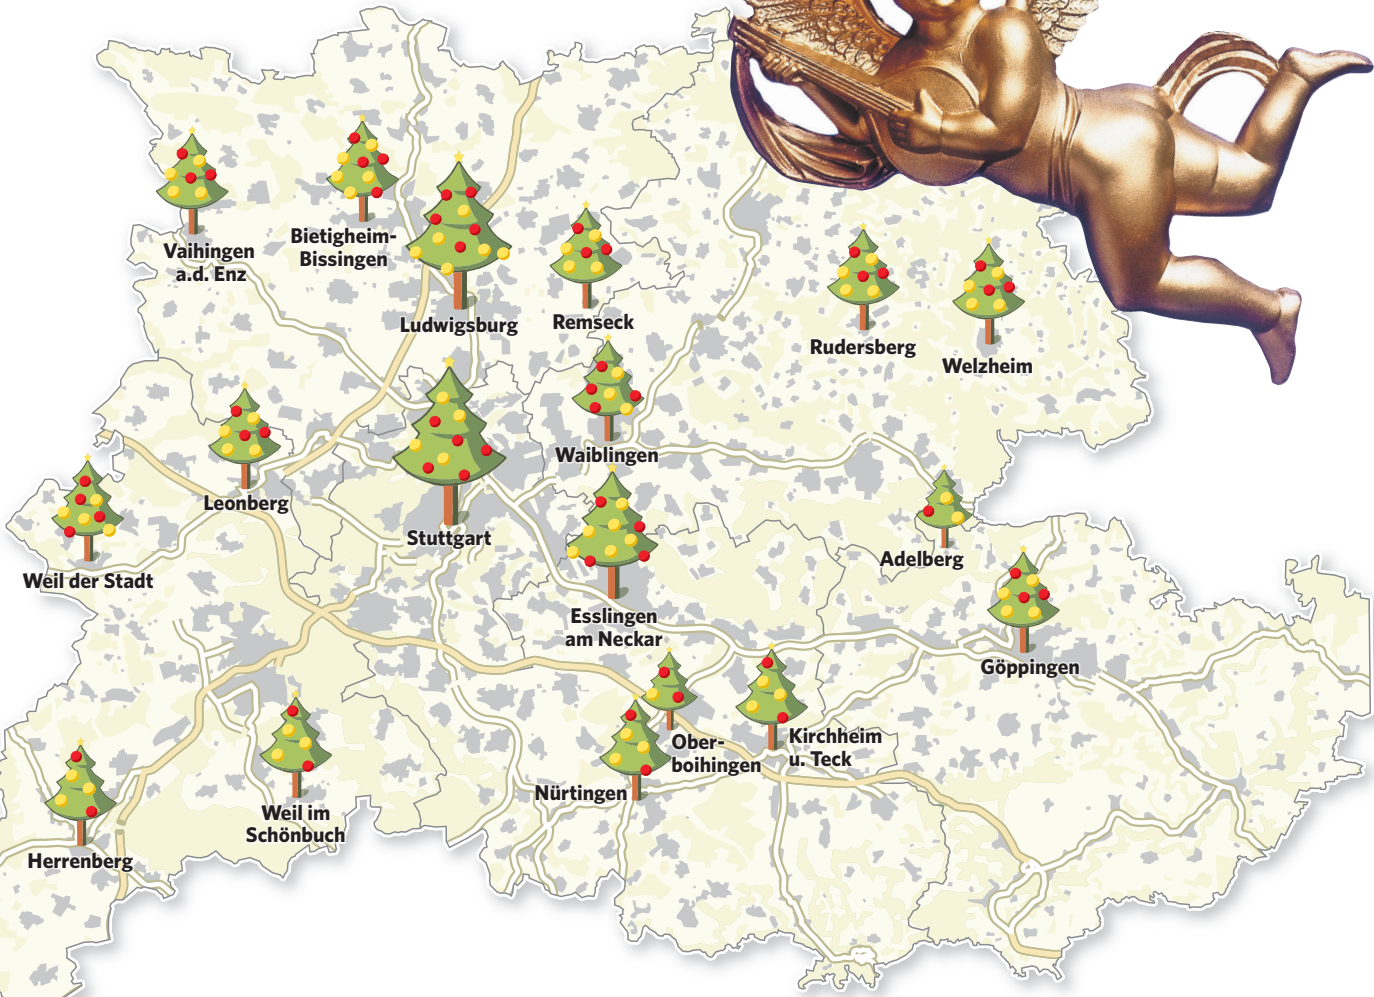 Vaihingen
a.d. Enz
Bietigheim-
Bissingen
Ludwigsburg
Remseck
Rudersberg
Welzheim
Waiblingen
Leonberg
Stuttgart
Weil der Stadt
Adelberg
Esslingen
am Neckar
Göppingen
Ober-
boihingen
Kirchheim
u. Teck
Nürtingen
Weil im
Schönbuch
Herrenberg